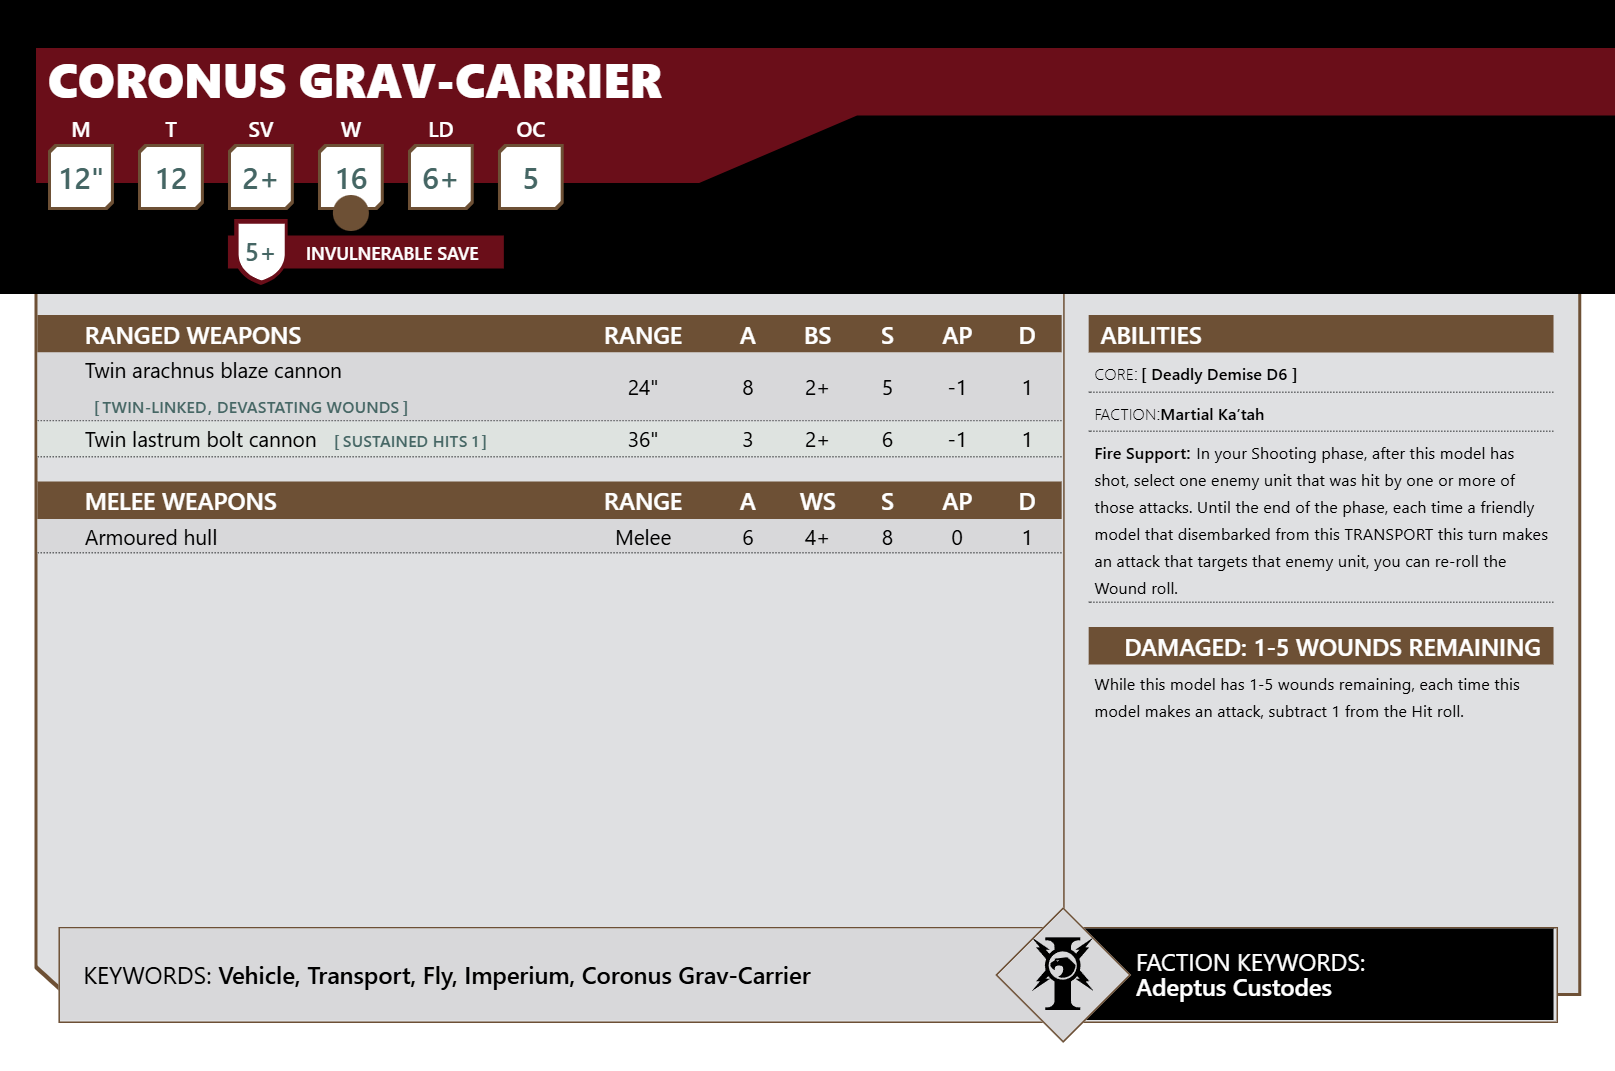 CORONUS GRAV-CARRIER
M T SV W LD OC
12" 12 2+ 16 6+ 5
5+ INVULNERABLE SAVE
RANGED WEAPONS RANGE A BS S AP D
Twin arachnus blaze cannon
[ TWIN-LINKED, DEVASTATING WOUNDS ] 24" 8 2+ 5 -1 1
Twin lastrum bolt cannon [ SUSTAINED HITS 1 ] 36" 3 2+ 6 -1 1
MELEE WEAPONS RANGE A WS S AP D
Armoured hull Melee 6 4+ 8 0 1
ABILITIES
CORE: [ Deadly Demise D6 ]
FACTION:Martial Ka’tah
Fire Support: In your Shooting phase, after this model has
shot, select one enemy unit that was hit by one or more of
those attacks. Until the end of the phase, each time a friendly
model that disembarked from this TRANSPORT this turn makes
an attack that targets that enemy unit, you can re-roll the
Wound roll.
DAMAGED: 1-5 WOUNDS REMAINING
While this model has 1-5 wounds remaining, each time this
model makes an attack, subtract 1 from the Hit roll.
KEYWORDS: Vehicle, Transport, Fly, Imperium, Coronus Grav-Carrier
FACTION KEYWORDS:
Adeptus Custodes